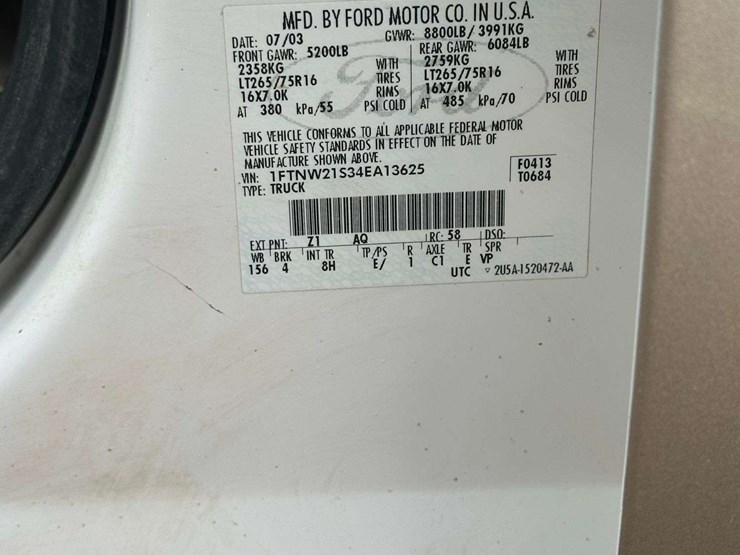 MFD. BY FORD MOTOR CO. IN U.S.A.
DATE: 07/03 GVWR: 8800LB/ 3991KG
FRONT GAWR: 5200LB REAR GAWR: 6084LB
2358KG WITH 2759KG WITH
LT265/75R16 TIRES LT265/75R16 TIRES
16X7.0K RIMS 16X7.0K RIMS
AT 380 kPa/55 PSI COLD AT 485 kPa/70 PSI COLD
THIS VEHICLE CONFORMS TO ALL APPLICABLE FEDERAL MOTOR
VEHICLE SAFETY STANDARDS IN EFFECT ON THE DATE OF
MANUFACTURE SHOWN ABOVE.
VIN: 1FTNW21S34EA13625 F0413
TYPE: TRUCK T0684
EXT PNT: Z1 AQ RC: 58 DSO:
WB BRK INT TR TP/PS R AXLE TR SPR
156 4 8H E/ 1 C1 E VP
UTC 2U5A-1520472-AA
Ford